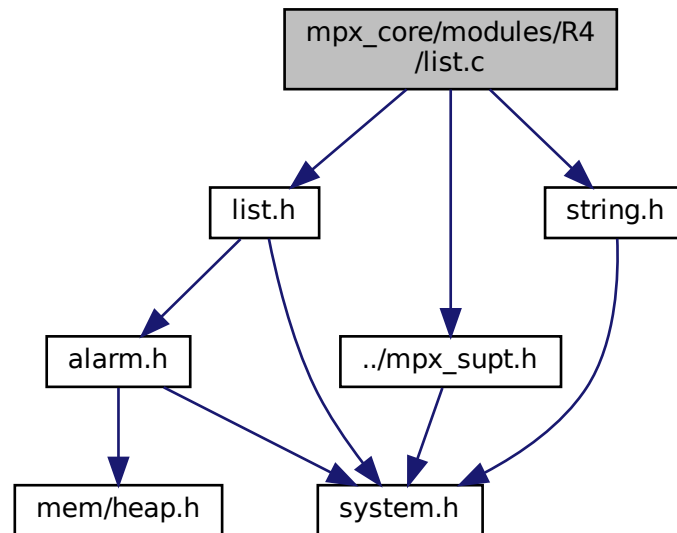 mpx_core/modules/R4
/list.c
list.h
string.h
alarm.h
../mpx_supt.h
mem/heap.h
system.h